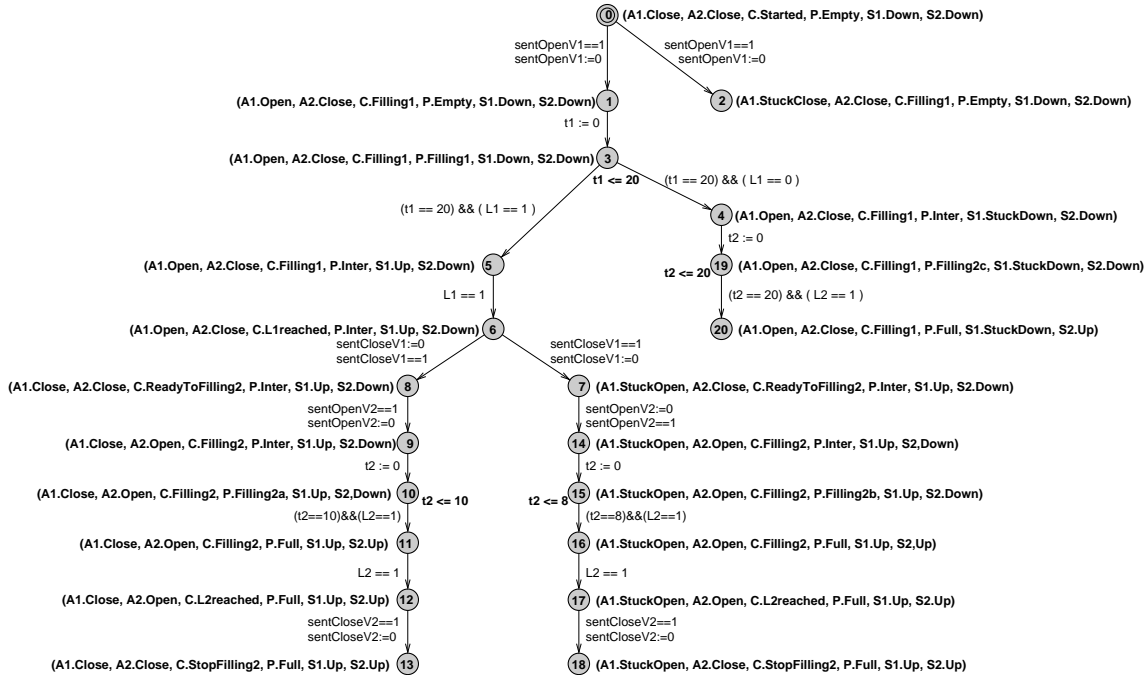 0 (A1.Close, A2.Close, C.Started, P.Empty, S1.Down, S2.Down)
sentOpenV1==1
sentOpenV1:=0
sentOpenV1==1
sentOpenV1:=0
(A1.Open, A2.Close, C.Filling1, P.Empty, S1.Down, S2.Down) 1
2 (A1.StuckClose, A2.Close, C.Filling1, P.Empty, S1.Down, S2.Down)
t1 := 0
(A1.Open, A2.Close, C.Filling1, P.Filling1, S1.Down, S2.Down) 3
t1 <= 20
(t1 == 20) && ( L1 == 0 )
(t1 == 20) && ( L1 == 1 )
4 (A1.Open, A2.Close, C.Filling1, P.Inter, S1.StuckDown, S2.Down)
t2 := 0
(A1.Open, A2.Close, C.Filling1, P.Inter, S1.Up, S2.Down) 5
t2 <= 20 19 (A1.Open, A2.Close, C.Filling1, P.Filling2c, S1.StuckDown, S2.Down)
L1 == 1
(t2 == 20) && ( L2 == 1 )
(A1.Open, A2.Close, C.L1reached, P.Inter, S1.Up, S2.Down) 6
20 (A1.Open, A2.Close, C.Filling1, P.Full, S1.StuckDown, S2.Up)
sentCloseV1:=0
sentCloseV1==1
sentCloseV1==1
sentCloseV1:=0
(A1.Close, A2.Close, C.ReadyToFilling2, P.Inter, S1.Up, S2.Down) 8
7 (A1.StuckOpen, A2.Close, C.ReadyToFilling2, P.Inter, S1.Up, S2.Down)
sentOpenV2==1
sentOpenV2:=0
sentOpenV2:=0
sentOpenV2==1
(A1.Close, A2.Open, C.Filling2, P.Inter, S1.Up, S2.Down) 9
14 (A1.StuckOpen, A2.Open, C.Filling2, P.Inter, S1.Up, S2,Down)
t2 := 0
t2 := 0
(A1.Close, A2.Open, C.Filling2, P.Filling2a, S1.Up, S2,Down) 10 t2 <= 10
t2 <= 8 15 (A1.StuckOpen, A2.Open, C.Filling2, P.Filling2b, S1.Up, S2.Down)
(t2==10)&&(L2==1)
(t2==8)&&(L2==1)
(A1.Close, A2.Open, C.Filling2, P.Full, S1.Up, S2.Up) 11
16 (A1.StuckOpen, A2.Open, C.Filling2, P.Full, S1.Up, S2,Up)
L2 == 1
L2 == 1
(A1.Close, A2.Open, C.L2reached, P.Full, S1.Up, S2.Up) 12
17 (A1.StuckOpen, A2.Open, C.L2reached, P.Full, S1.Up, S2.Up)
sentCloseV2==1
sentCloseV2:=0
sentCloseV2==1
sentCloseV2:=0
(A1.Close, A2.Close, C.StopFilling2, P.Full, S1.Up, S2.Up) 13
18 (A1.StuckOpen, A2.Close, C.StopFilling2, P.Full, S1.Up, S2.Up)